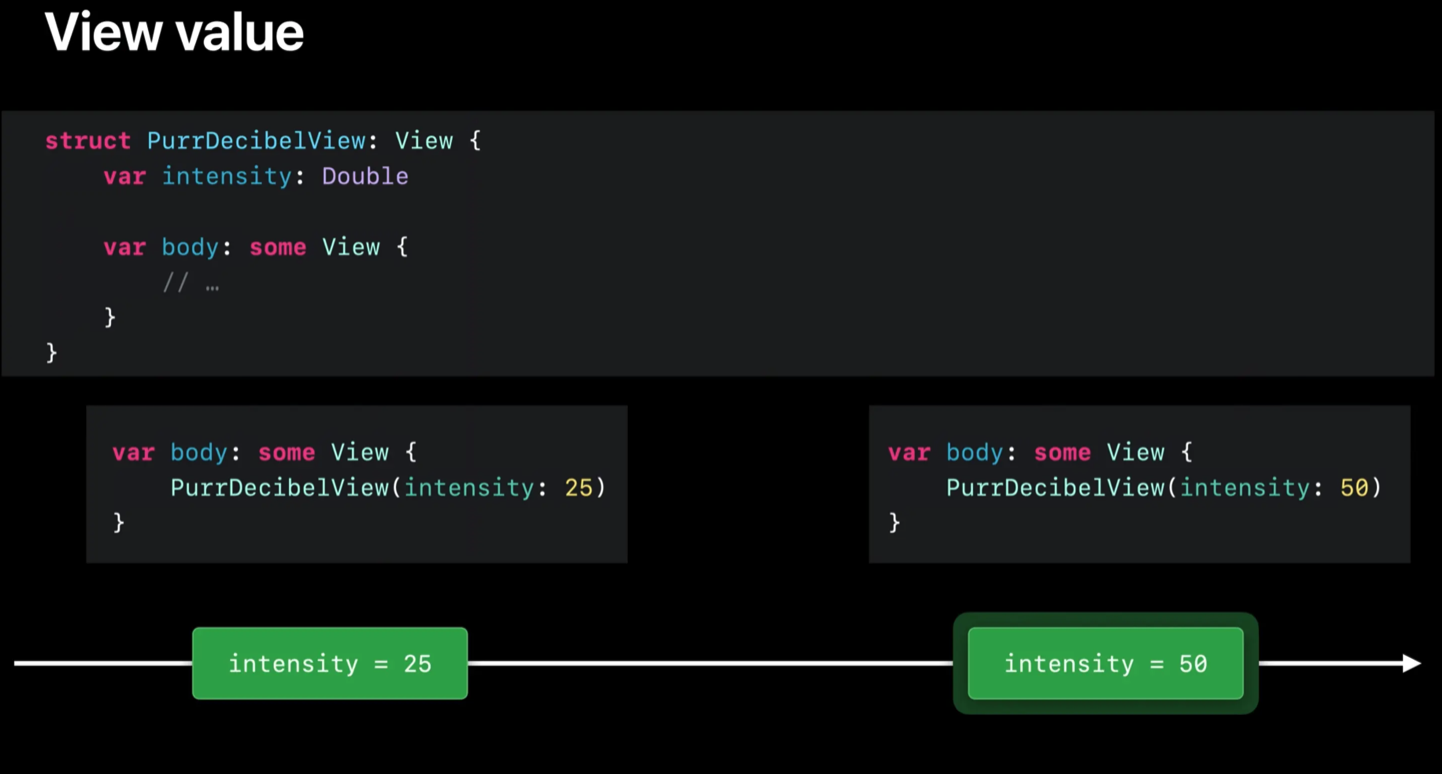 View value
struct PurrDecibelView: View {
    var intensity: Double
    var body: some View {
        // …
    }
}
var body: some View {
    PurrDecibelView(intensity: 25)
}
var body: some View {
    PurrDecibelView(intensity: 50)
}
intensity = 25
intensity = 50